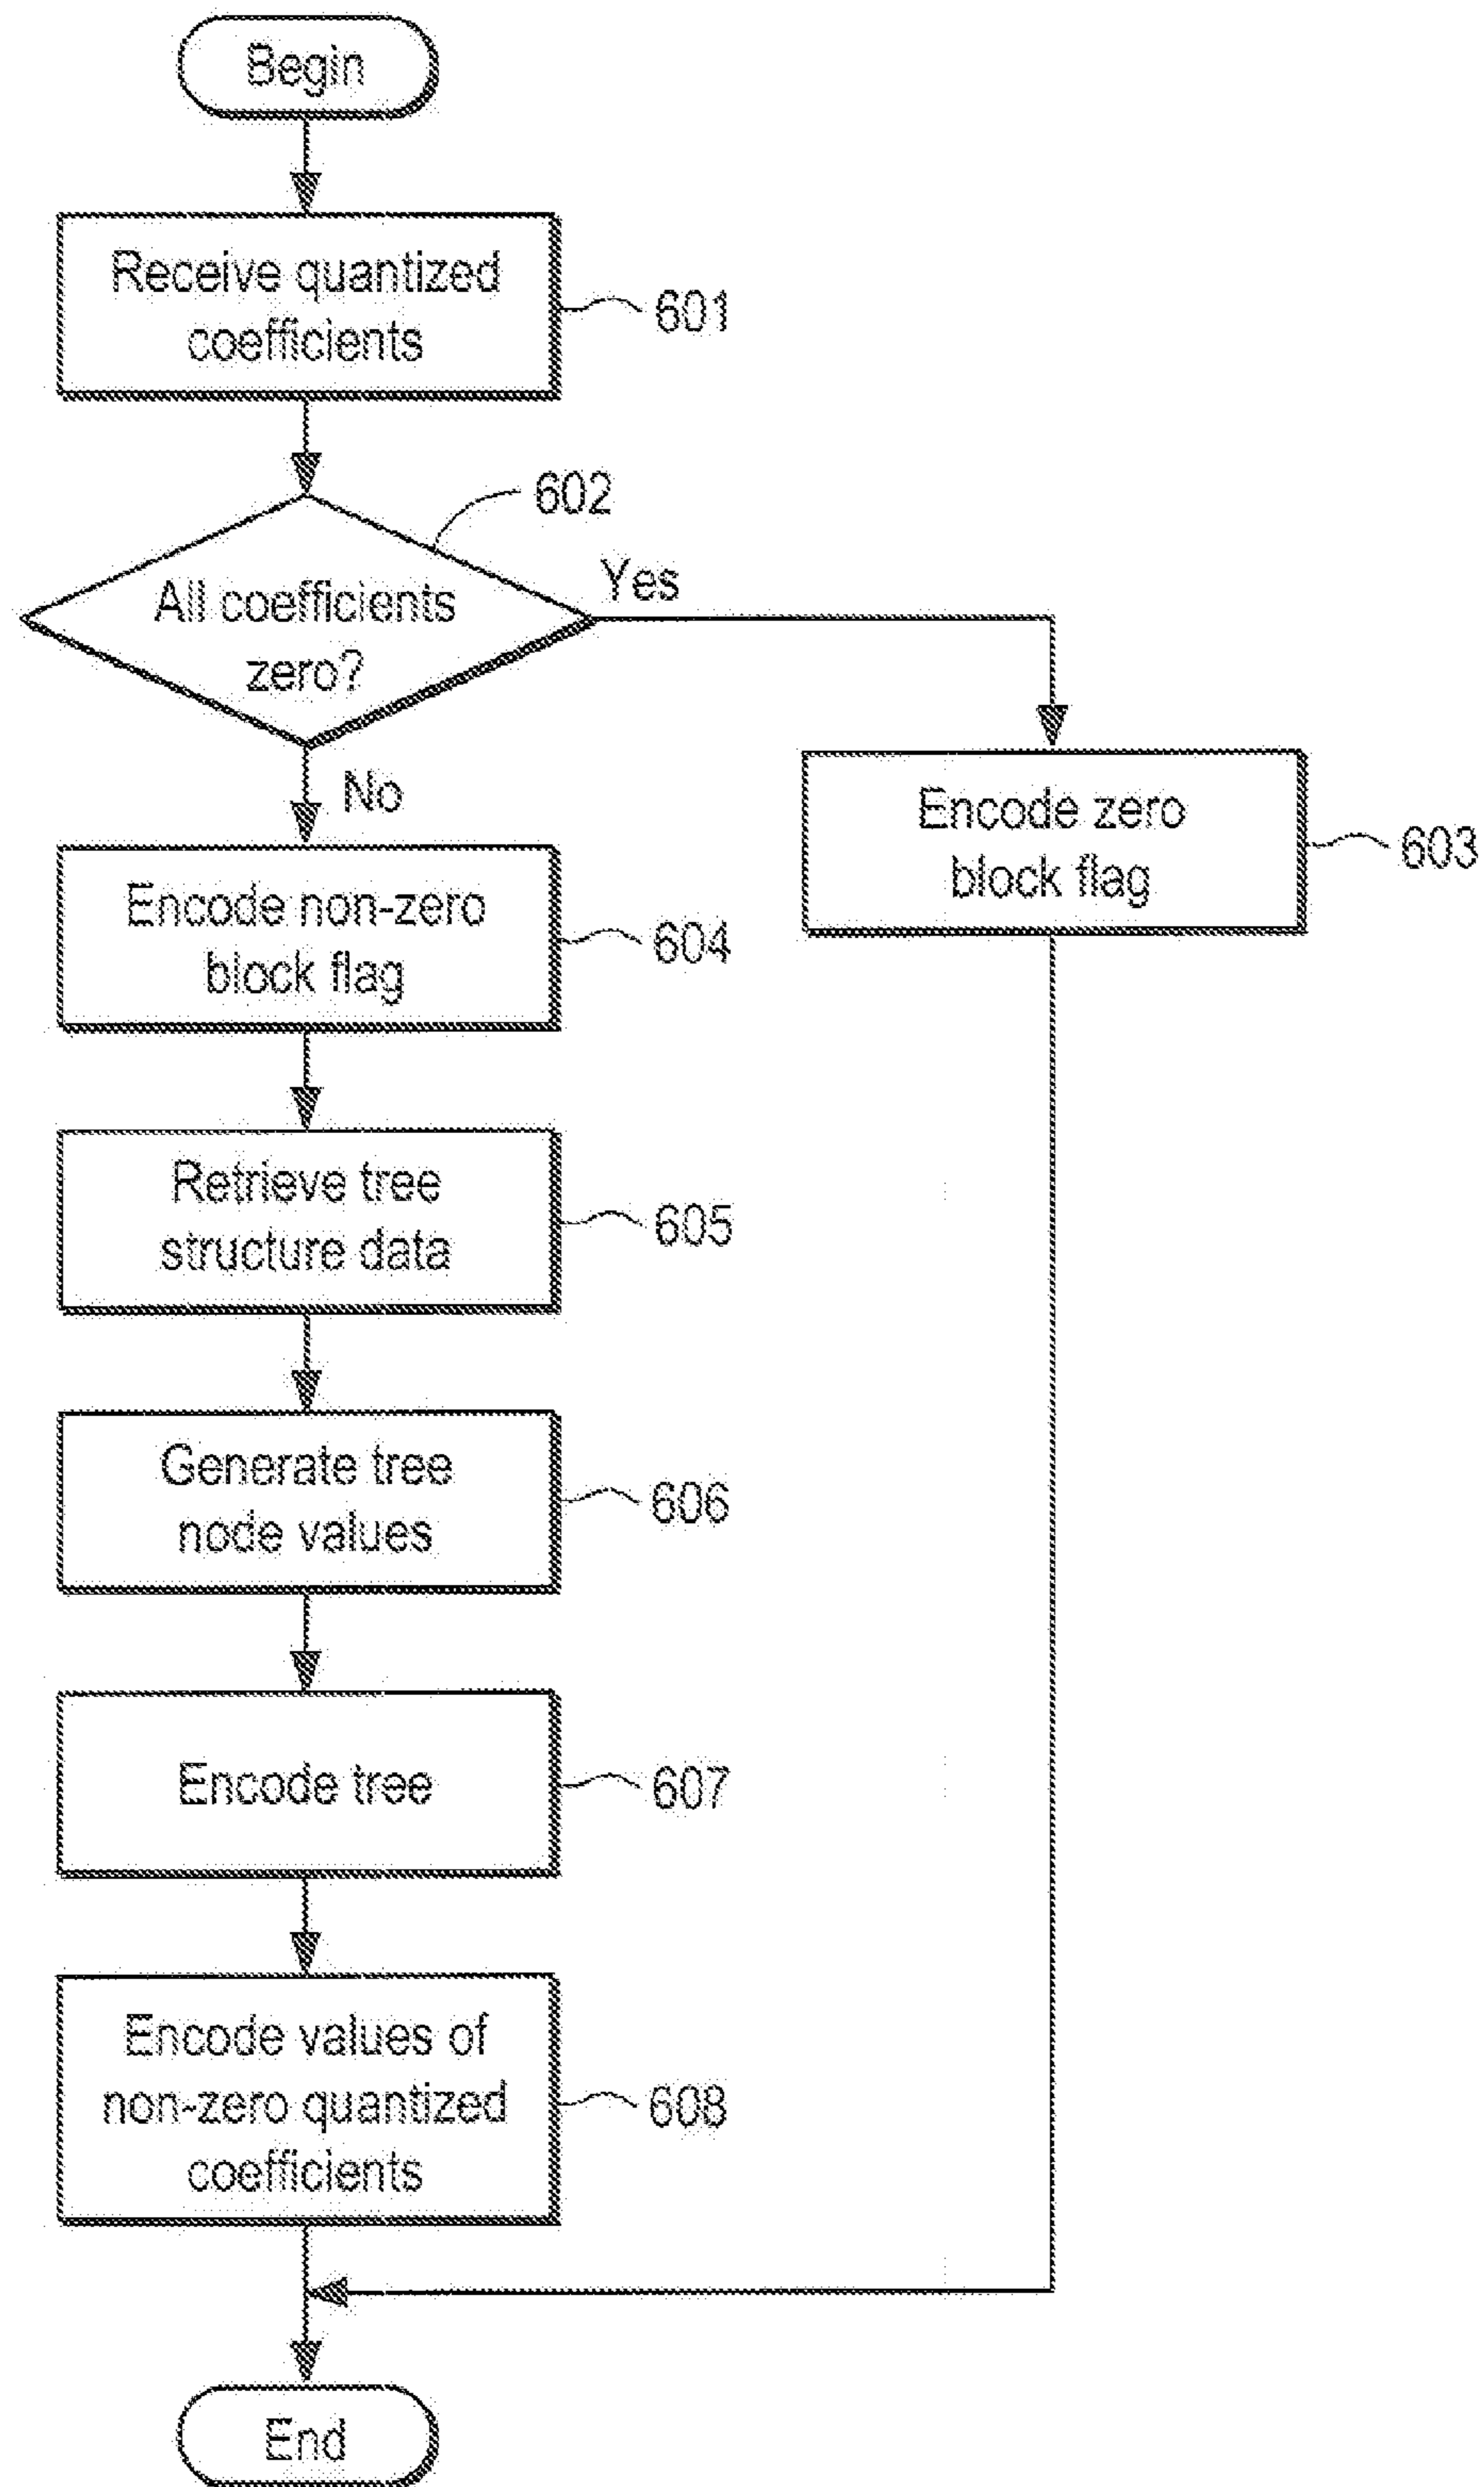 Begin
Receive quantized
coefficients
601
602
All coefficients
zero?
Yes
No
Encode zero
block flag
603
Encode non-zero
block flag
604
Retrieve tree
structure data
605
Generate tree
node values
606
Encode tree
607
Encode values of
non-zero quantized
coefficients
608
End